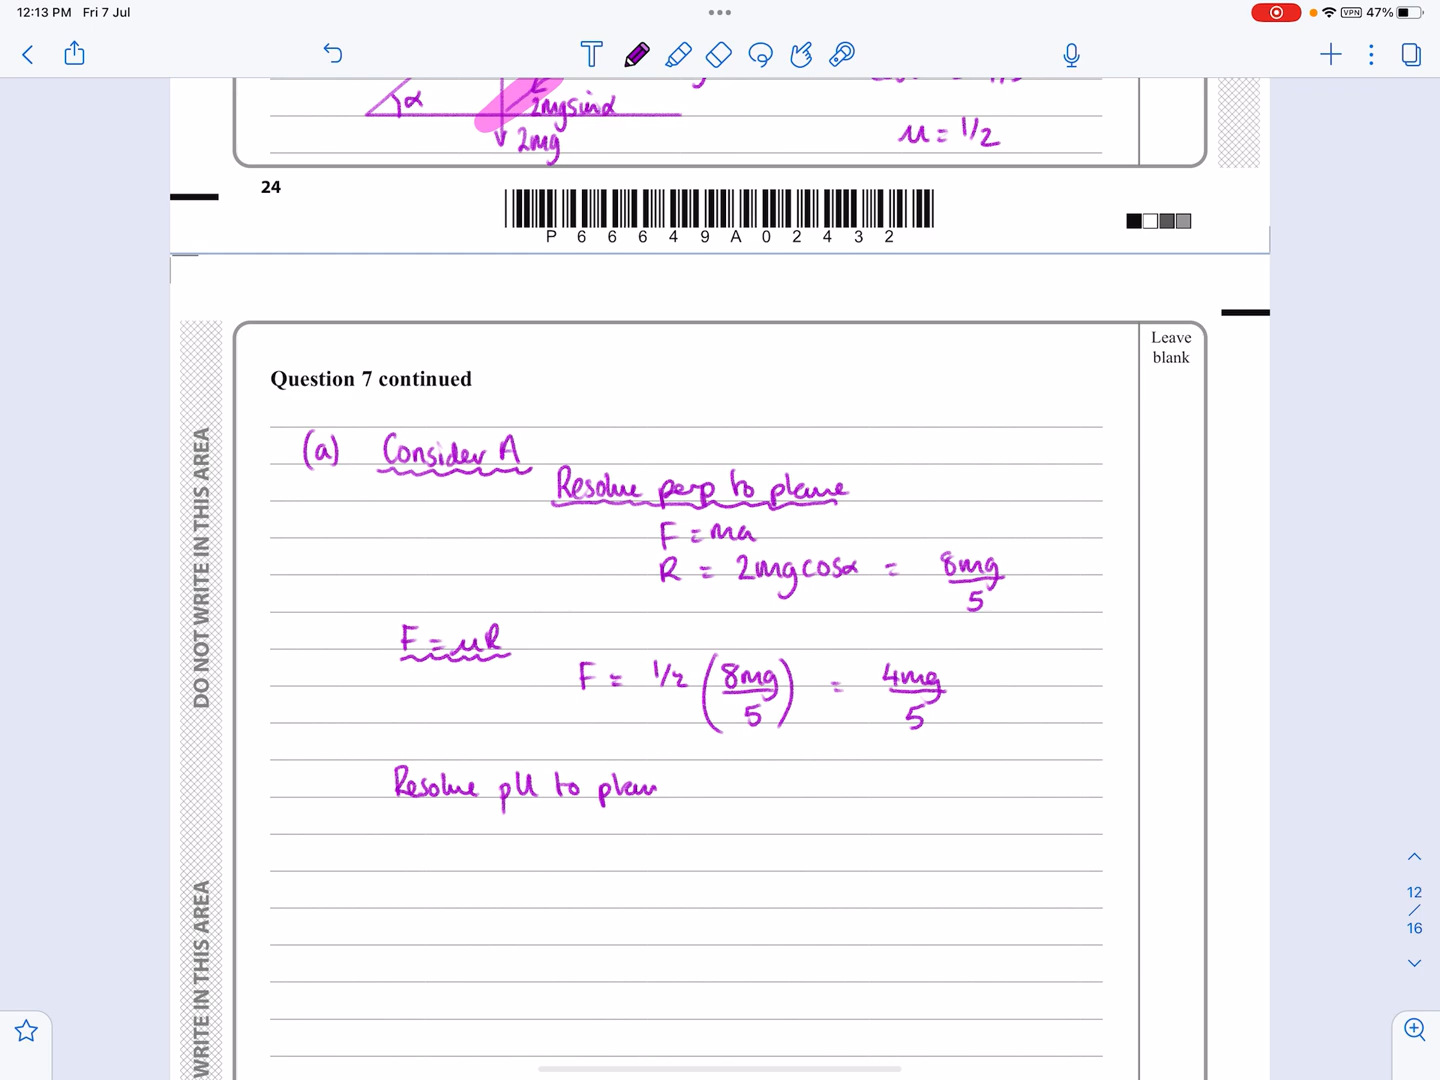 12:13 PM Fri 7 Jul
VPN 47%
α
2mgsinα
2mg
μ = 1/2
24
P 6 6 6 4 9 A 0 2 4 3 2
Leave
blank
Question 7 continued
(a) Consider A
Resolve perp to plane
F = ma
R = 2mgcosα = 8mg/5
F = μR
F = 1/2 (8mg/5) = 4mg/5
Resolve pll to plan
DO NOT WRITE IN THIS AREA
WRITE IN THIS AREA
12
/
16